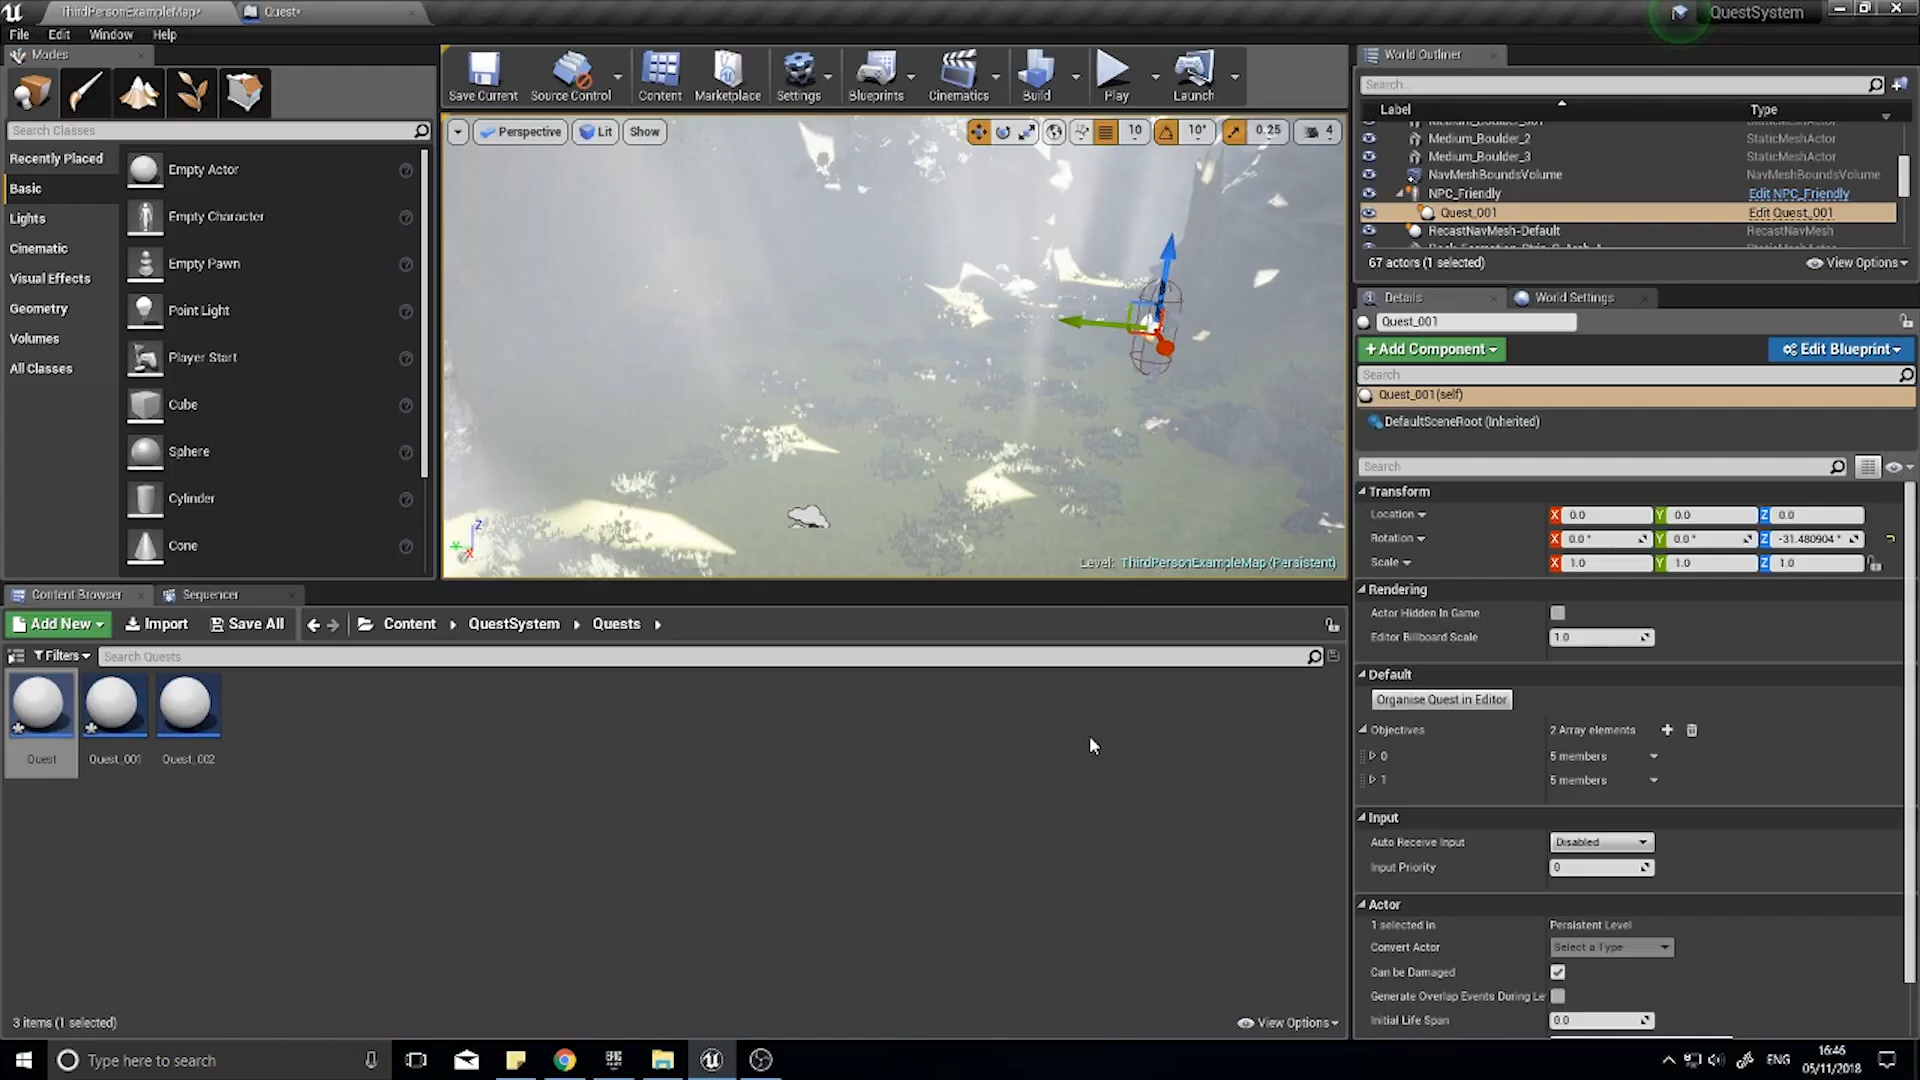 ThirdPersonExampleMap*
Quest*
QuestSystem
File Edit Window Help
Modes
Search Classes
Recently Placed
Basic
Lights
Cinematic
Visual Effects
Geometry
Volumes
All Classes
Empty Actor
Empty Character
Empty Pawn
Point Light
Player Start
Cube
Sphere
Cylinder
Cone
Save Current
Source Control
Content
Marketplace
Settings
Blueprints
Cinematics
Build
Play
Launch
Perspective
Lit
Show
10
10°
0.25
4
Z
Y
X
Level: ThirdPersonExampleMap (Persistent)
World Outliner
Search...
Label Type
Medium_Boulder_2 StaticMeshActor
Medium_Boulder_3 StaticMeshActor
NavMeshBoundsVolume NavMeshBoundsVolume
NPC_Friendly Edit NPC_Friendly
Quest_001 Edit Quest_001
RecastNavMesh-Default RecastNavMesh
67 actors (1 selected) View Options
Details
World Settings
Quest_001
+ Add Component
Edit Blueprint
Search
Quest_001(self)
DefaultSceneRoot (Inherited)
Search
Transform
Location X 0.0 Y 0.0 Z 0.0
Rotation X 0.0 ° Y 0.0 ° Z -31.480904 °
Scale X 1.0 Y 1.0 Z 1.0
Rendering
Actor Hidden In Game
Editor Billboard Scale 1.0
Default
Organise Quest in Editor
Objectives 2 Array elements
0 5 members
1 5 members
Input
Auto Receive Input Disabled
Input Priority 0
Actor
1 selected in Persistent Level
Convert Actor Select a Type
Can be Damaged
Generate Overlap Events During Le
Initial Life Span 0.0
Content Browser
Sequencer
Add New Import Save All Content QuestSystem Quests
Filters Search Quests
Quest
Quest_001
Quest_002
3 items (1 selected) View Options
Type here to search
ENG
16:46
05/11/2018